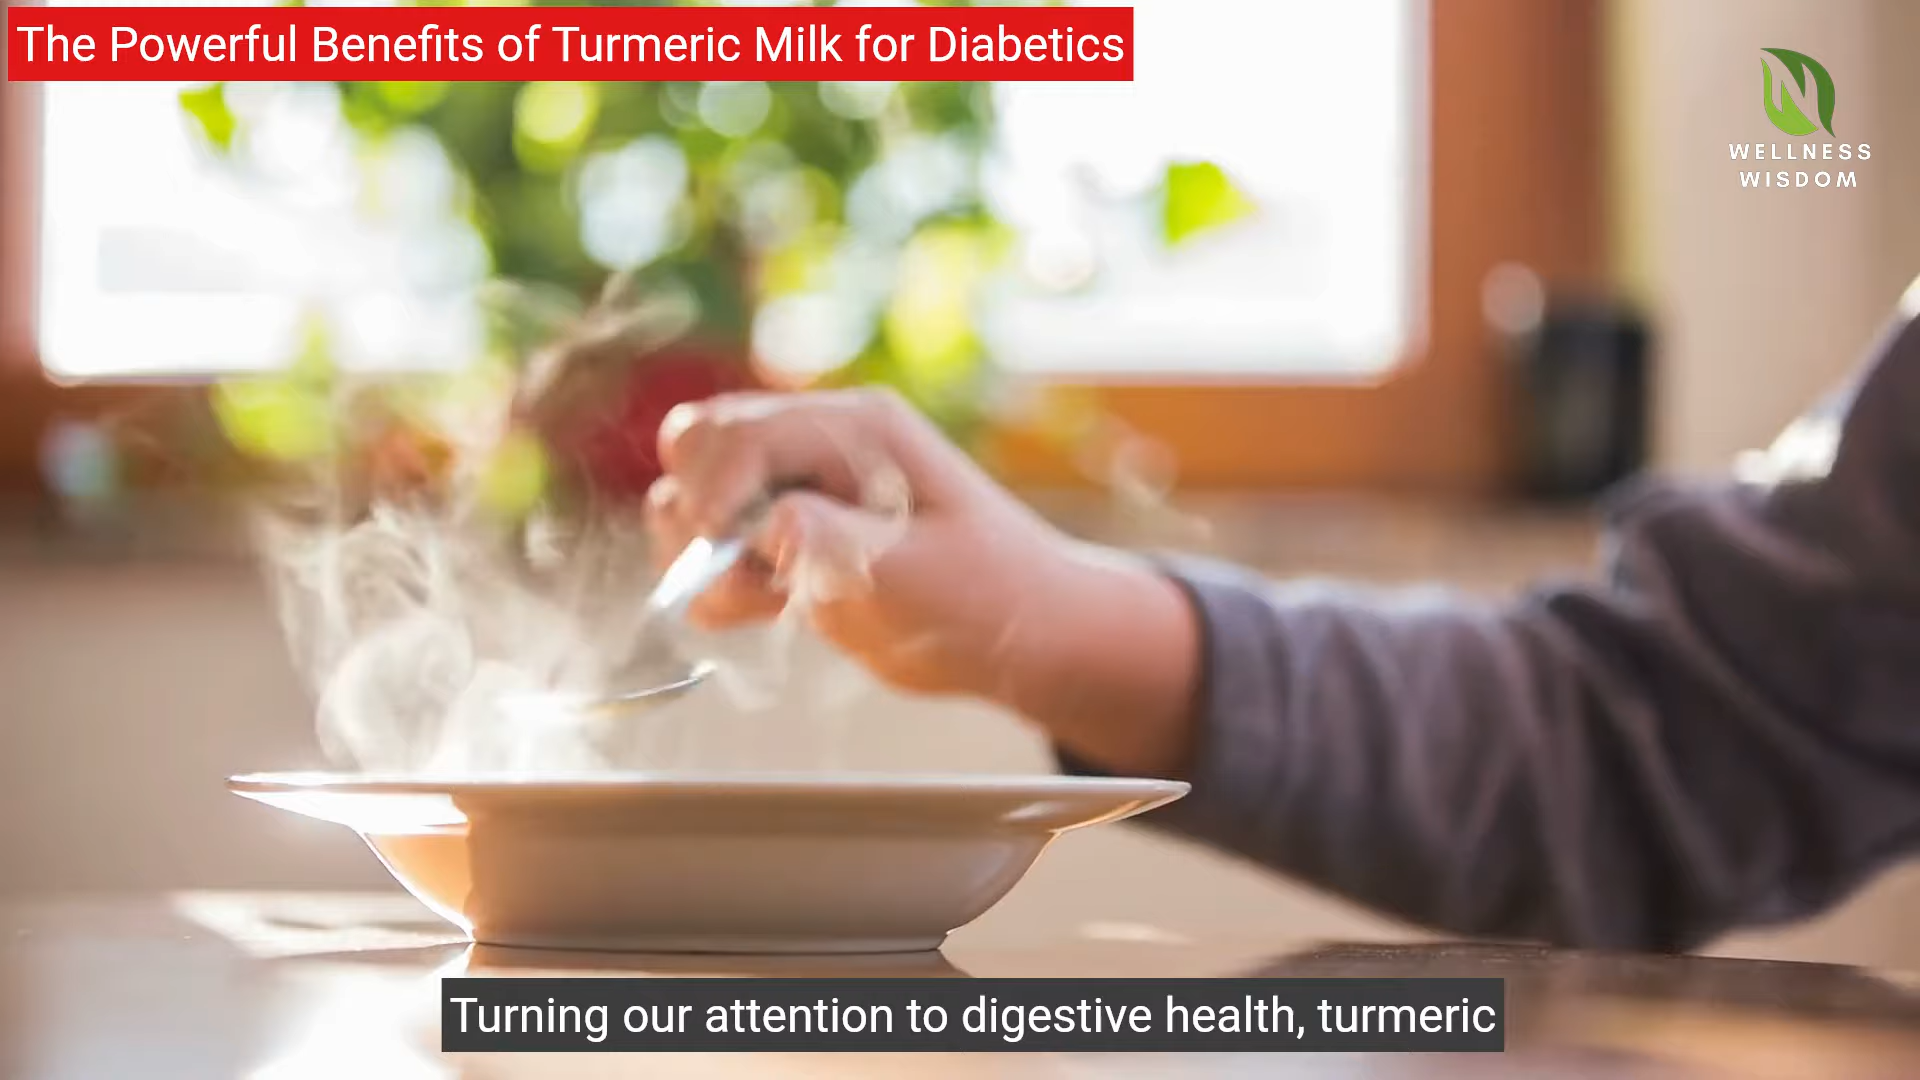 The Powerful Benefits of Turmeric Milk for Diabetics
WELLNESS
WISDOM
Turning our attention to digestive health, turmeric